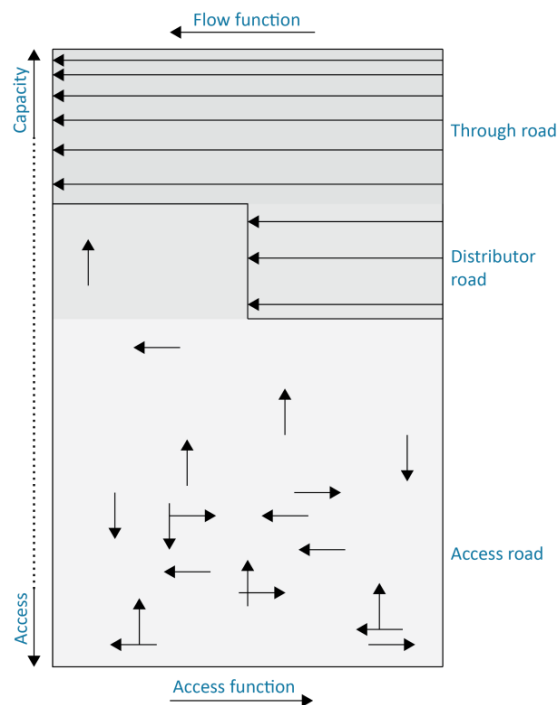 Flow function
Capacity
Through road
Distributor
road
Access road
Access
Access function